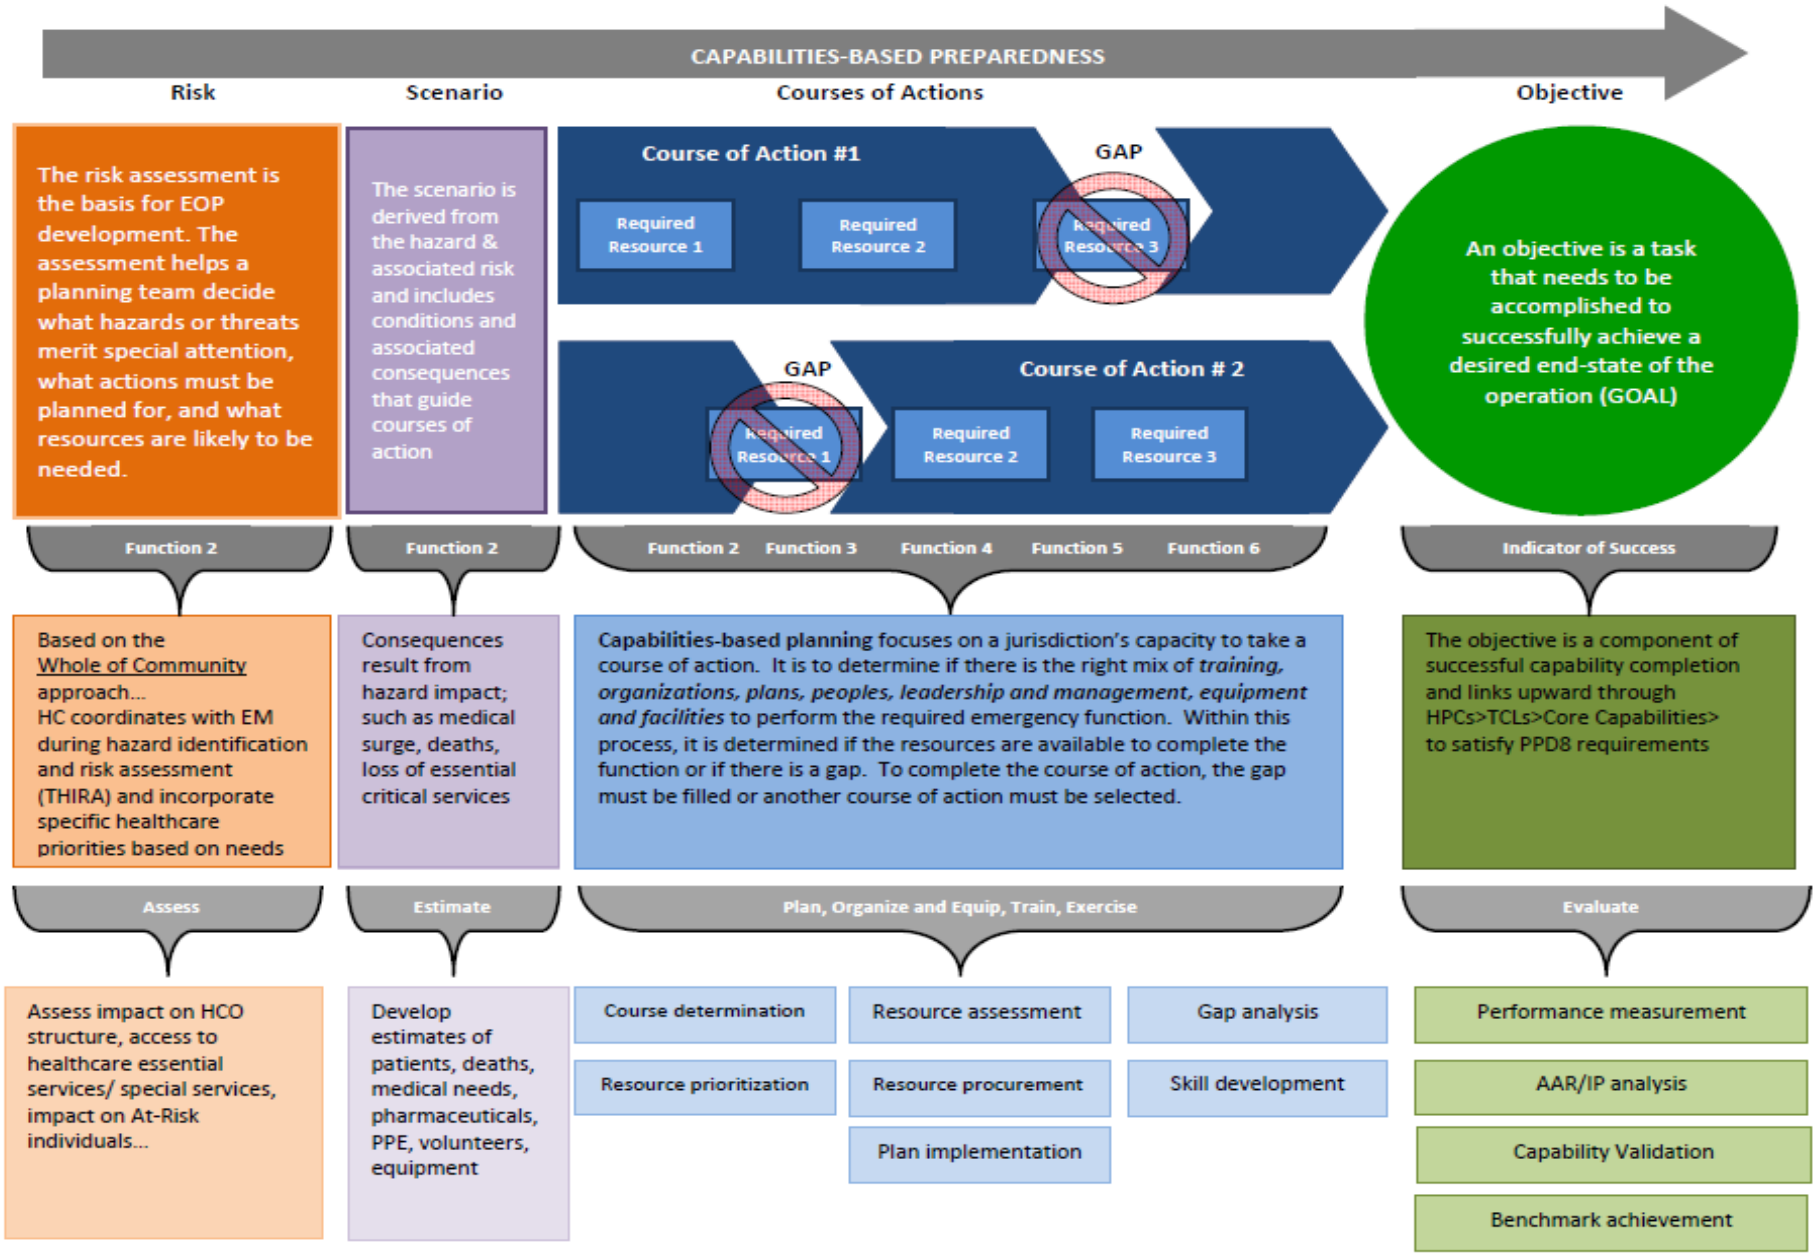 CAPABILITIES-BASED PREPAREDNESS
Risk
Scenario
Courses of Actions
Objective
The risk assessment is
the basis for EOP
development. The
assessment helps a
planning team decide
what hazards or threats
merit special attention,
what actions must be
planned for, and what
resources are likely to be
needed.
The scenario is
derived from
the hazard &
associated risk
and includes
conditions and
associated
consequences
that guide
courses of
action
Course of Action #1
GAP
Required
Resource 1
Required
Resource 2
Required
Resource 3
GAP
Course of Action # 2
Required
Resource 1
Required
Resource 2
Required
Resource 3
An objective is a task
that needs to be
accomplished to
successfully achieve a
desired end-state of the
operation (GOAL)
Function 2
Function 2
Function 2
Function 3
Function 4
Function 5
Function 6
Indicator of Success
Based on the
Whole of Community
approach...
HC coordinates with EM
during hazard identification
and risk assessment
(THIRA) and incorporate
specific healthcare
priorities based on needs
Consequences
result from
hazard impact;
such as medical
surge, deaths,
loss of essential
critical services
Capabilities-based planning focuses on a jurisdiction's capacity to take a
course of action. It is to determine if there is the right mix of training,
organizations, plans, peoples, leadership and management, equipment
and facilities to perform the required emergency function. Within this
process, it is determined if the resources are available to complete the
function or if there is a gap. To complete the course of action, the gap
must be filled or another course of action must be selected.
The objective is a component of
successful capability completion
and links upward through
HPCs>TCLs>Core Capabilities>
to satisfy PPD8 requirements
Assess
Estimate
Plan, Organize and Equip, Train, Exercise
Evaluate
Assess impact on HCO
structure, access to
healthcare essential
services/ special services,
impact on At-Risk
individuals...
Develop
estimates of
patients, deaths,
medical needs,
pharmaceuticals,
PPE, volunteers,
equipment
Course determination
Resource assessment
Gap analysis
Resource prioritization
Resource procurement
Skill development
Plan implementation
Performance measurement
AAR/IP analysis
Capability Validation
Benchmark achievement